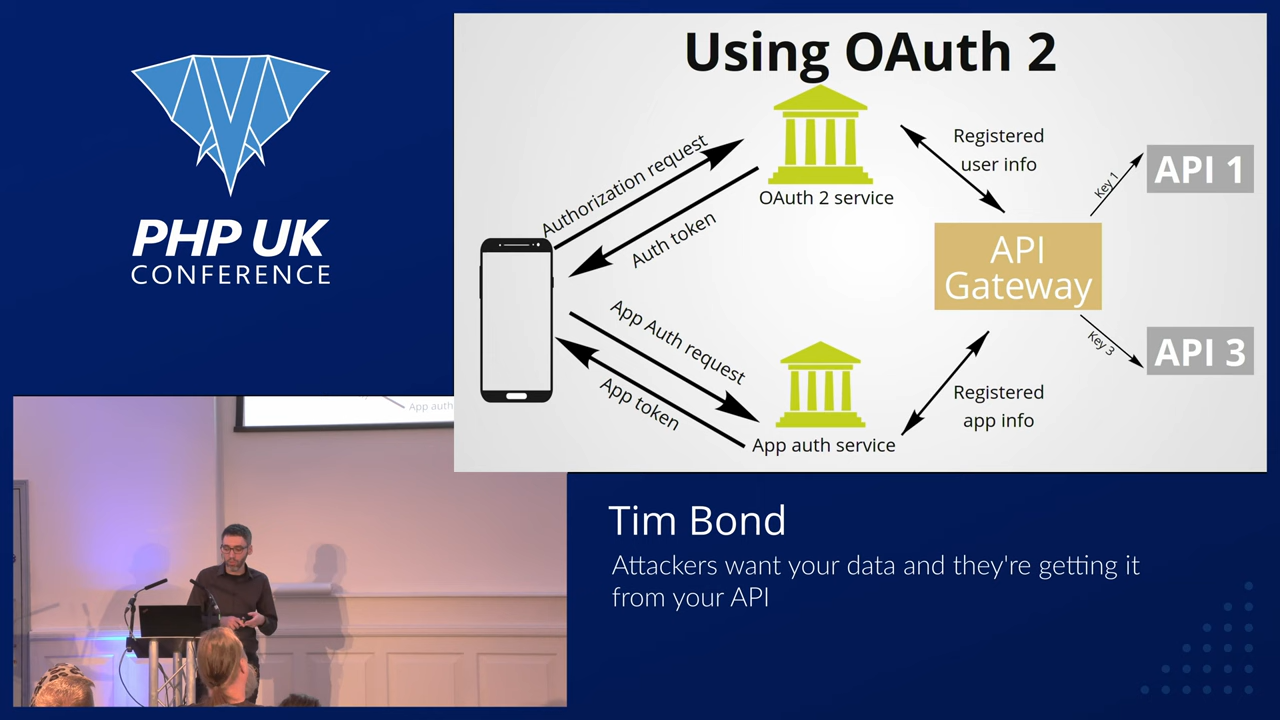 PHP UK
CONFERENCE
Using OAuth 2
Authorization request
Auth token
OAuth 2 service
Registered
user info
Key 1
API 1
API
Gateway
App Auth request
App token
App auth service
Registered
app info
Key 3
API 3
App auth
Tim Bond
Attackers want your data and they're getting it
from your API